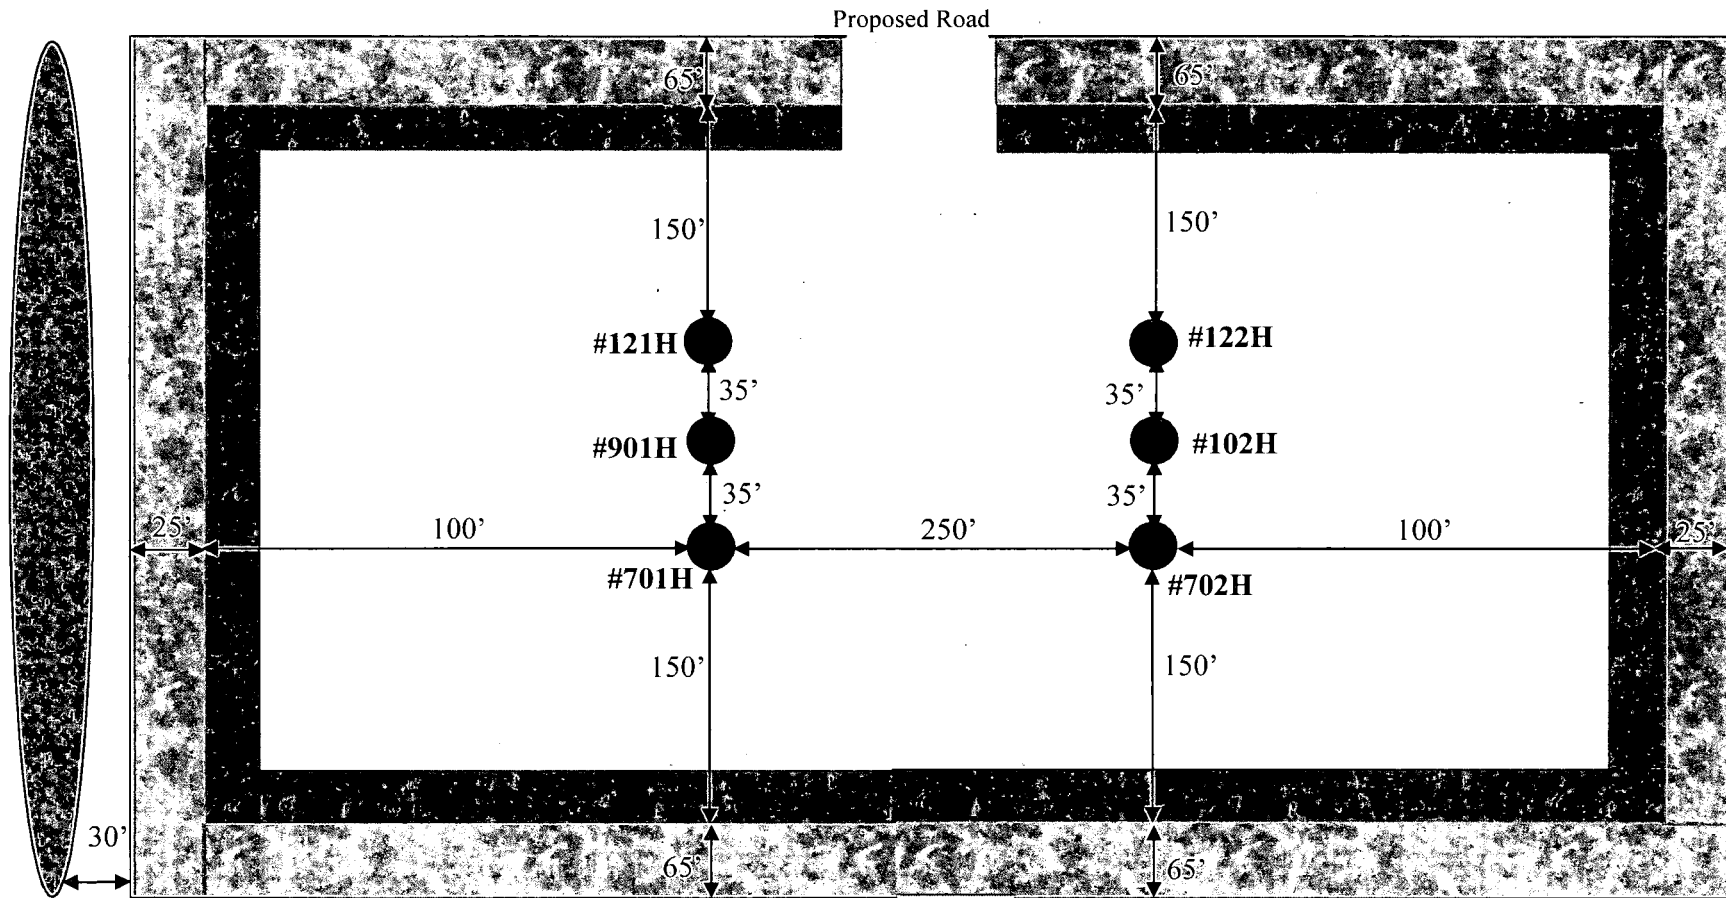 Proposed Road
65’ 65’
150’ 150’
#121H #122H
35’ 35’
#901H #102H
35’ 35’
25’ 100’ 250’ 100’ 25’
#701H #702H
150’ 150’
30’ 65’ 65’